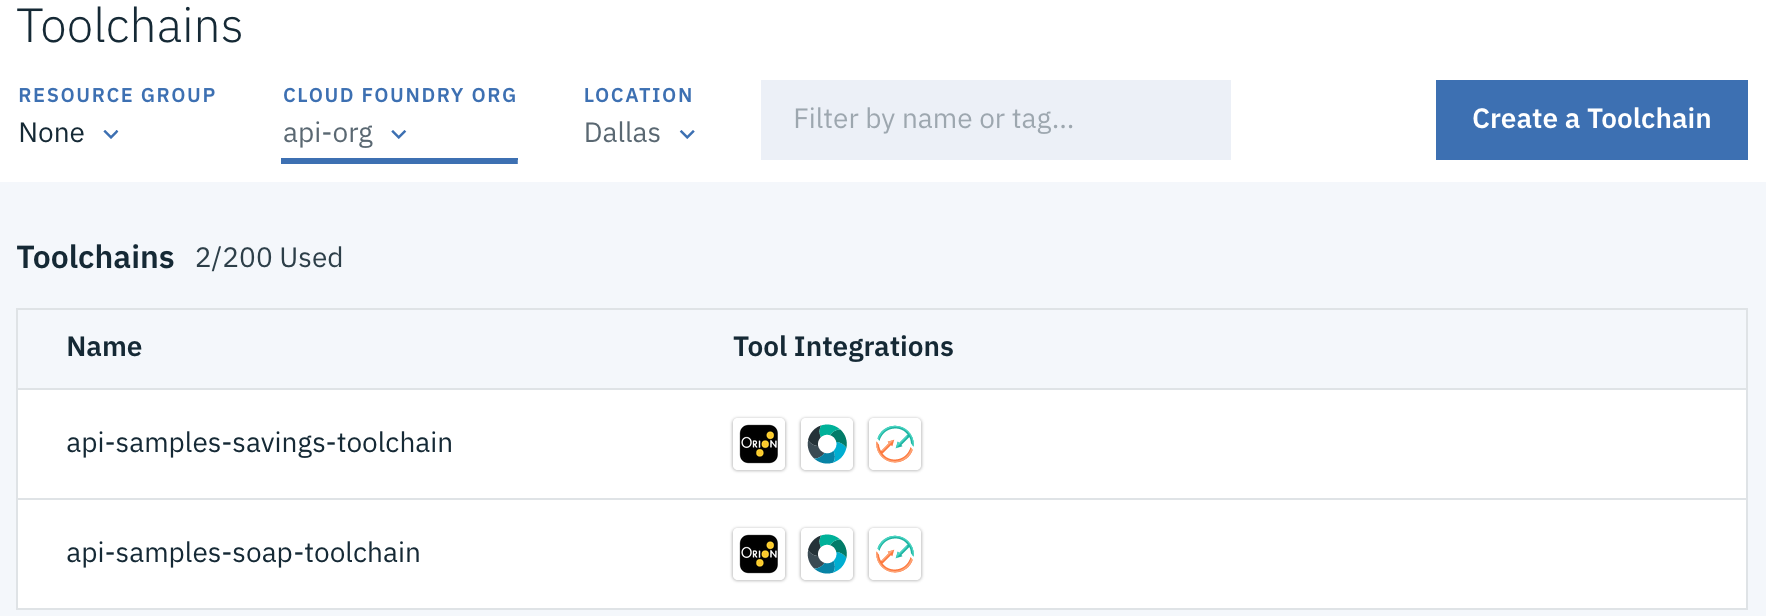 Toolchains
RESOURCE GROUP CLOUD FOUNDRY ORG LOCATION
None api-org Dallas Filter by name or tag... Create a Toolchain
Toolchains 2/200 Used
Name Tool Integrations
api-samples-savings-toolchain ORION
api-samples-soap-toolchain ORION